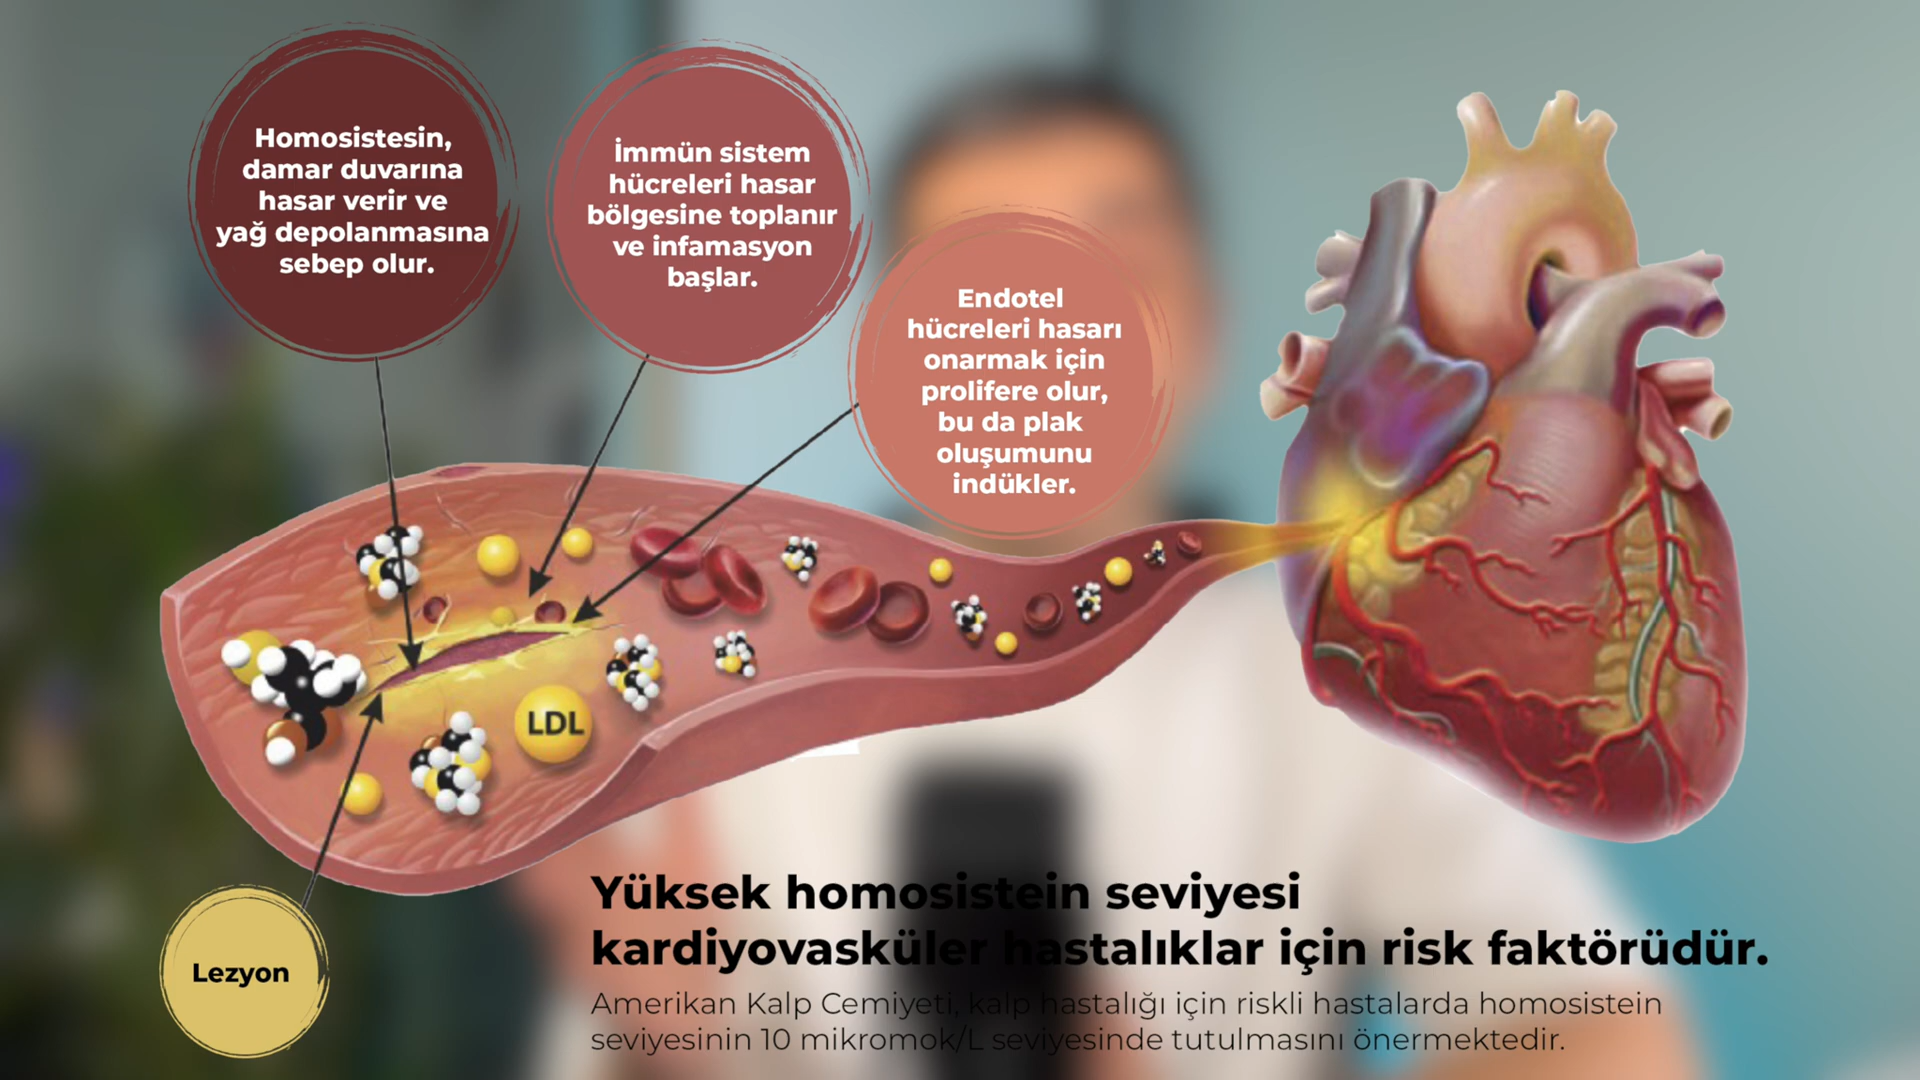 Homosistesin,
damar duvarına
hasar verir ve
yağ depolanmasına
sebep olur.
İmmün sistem
hücreleri hasar
bölgesine toplanır
ve infamasyon
başlar.
Endotel
hücreleri hasarı
onarmak için
prolifere olur,
bu da plak
oluşumunu
indükler.
LDL
Lezyon
Yüksek homosistein seviyesi
kardiyovasküler hastalıklar için risk faktörüdür.
Amerikan Kalp Cemiyeti, kalp hastalığı için riskli hastalarda homosistein
seviyesinin 10 mikromok/L seviyesinde tutulmasını önermektedir.